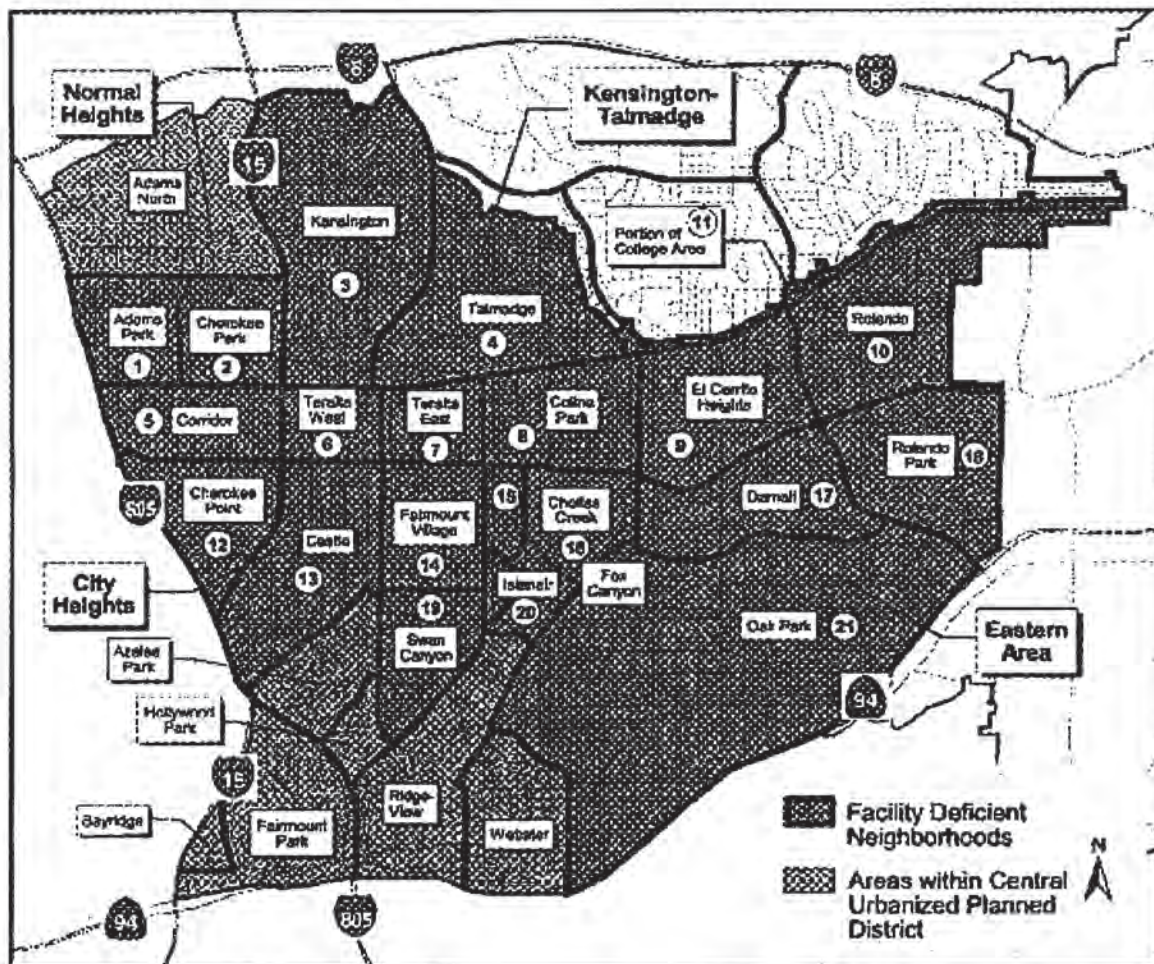 8
8
Normal
Heights
Kensington-
Talmadge
15
Adams
North
Kensington
11
Portion of
College Area
3
Talmadge
4
Rolando
10
Adams
Park
1
Cherokee
Park
2
El Cerrito
Heights
9
5 Corridor
Teralta
West
6
Teralta
East
7
Colina
Park
8
Rolando
Park
18
Darnall 17
805
Cherokee
Point
12
Castle
13
Fairmount
Village
14
15
Chollas
Creek
16
Fox
Canyon
City
Heights
Islenair
20
19
Swan
Canyon
Oak Park 21
Eastern
Area
Azalea
Park
Hollywood
Park
94
15
Bayridge
Fairmount
Park
Ridge-
View
Webster
Facility Deficient
Neighborhoods
N
Areas within Central
Urbanized Planned
District
94
805